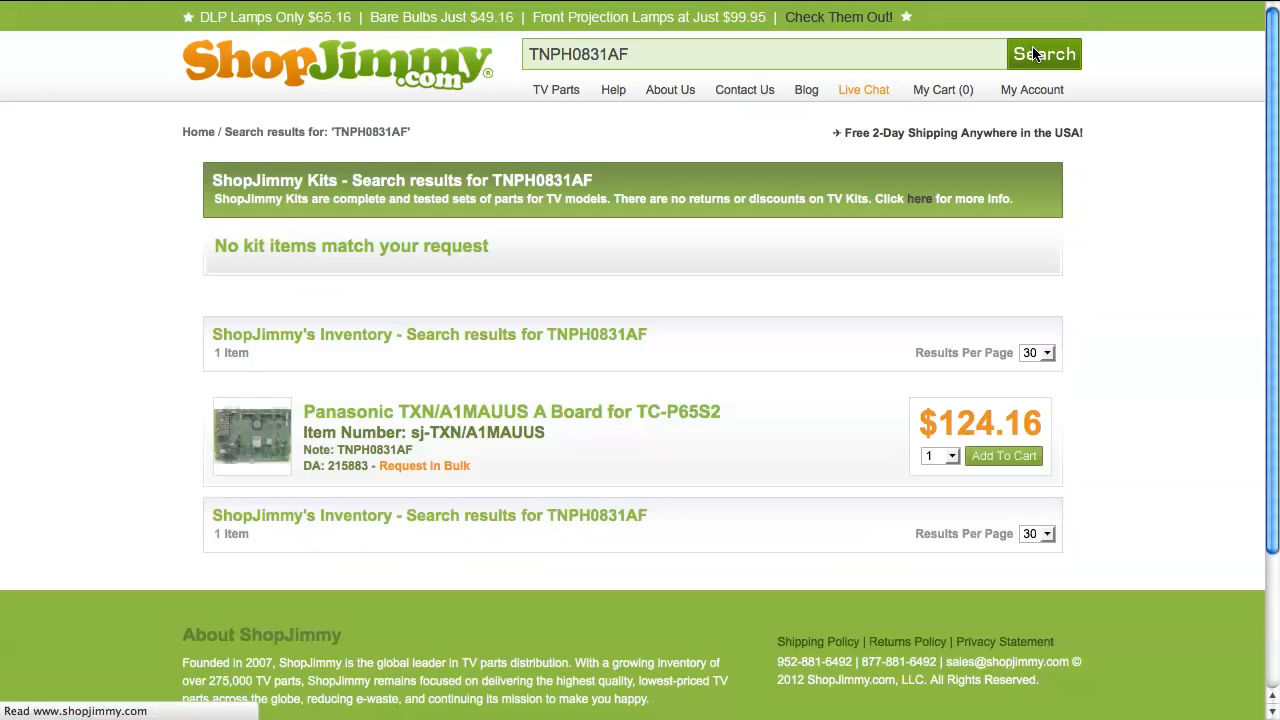 ★ DLP Lamps Only $65.16 | Bare Bulbs Just $49.16 | Front Projection Lamps at Just $99.95 | Check Them Out! ★
ShopJimmy.com®
TNPH0831AF
Search
TV Parts Help About Us Contact Us Blog Live Chat My Cart (0) My Account
Home / Search results for: 'TNPH0831AF'
✈ Free 2-Day Shipping Anywhere in the USA!
ShopJimmy Kits - Search results for TNPH0831AF
ShopJimmy Kits are complete and tested sets of parts for TV models. There are no returns or discounts on TV Kits. Click here for more info.
No kit items match your request
ShopJimmy's Inventory - Search results for TNPH0831AF
1 Item
Results Per Page 30
Panasonic TXN/A1MAUUS A Board for TC-P65S2
Item Number: sj-TXN/A1MAUUS
Note: TNPH0831AF
DA: 215883 - Request in Bulk
$124.16
1 Add To Cart
ShopJimmy's Inventory - Search results for TNPH0831AF
1 Item
Results Per Page 30
About ShopJimmy
Founded in 2007, ShopJimmy is the global leader in TV parts distribution. With a growing inventory of
over 275,000 TV parts, ShopJimmy remains focused on delivering the highest quality, lowest-priced TV
parts across the globe, reducing e-waste, and continuing its mission to make you happy.
Shipping Policy | Returns Policy | Privacy Statement
952-881-6492 | 877-881-6492 | sales@shopjimmy.com ©
2012 ShopJimmy.com, LLC. All Rights Reserved.
Read www.shopjimmy.com